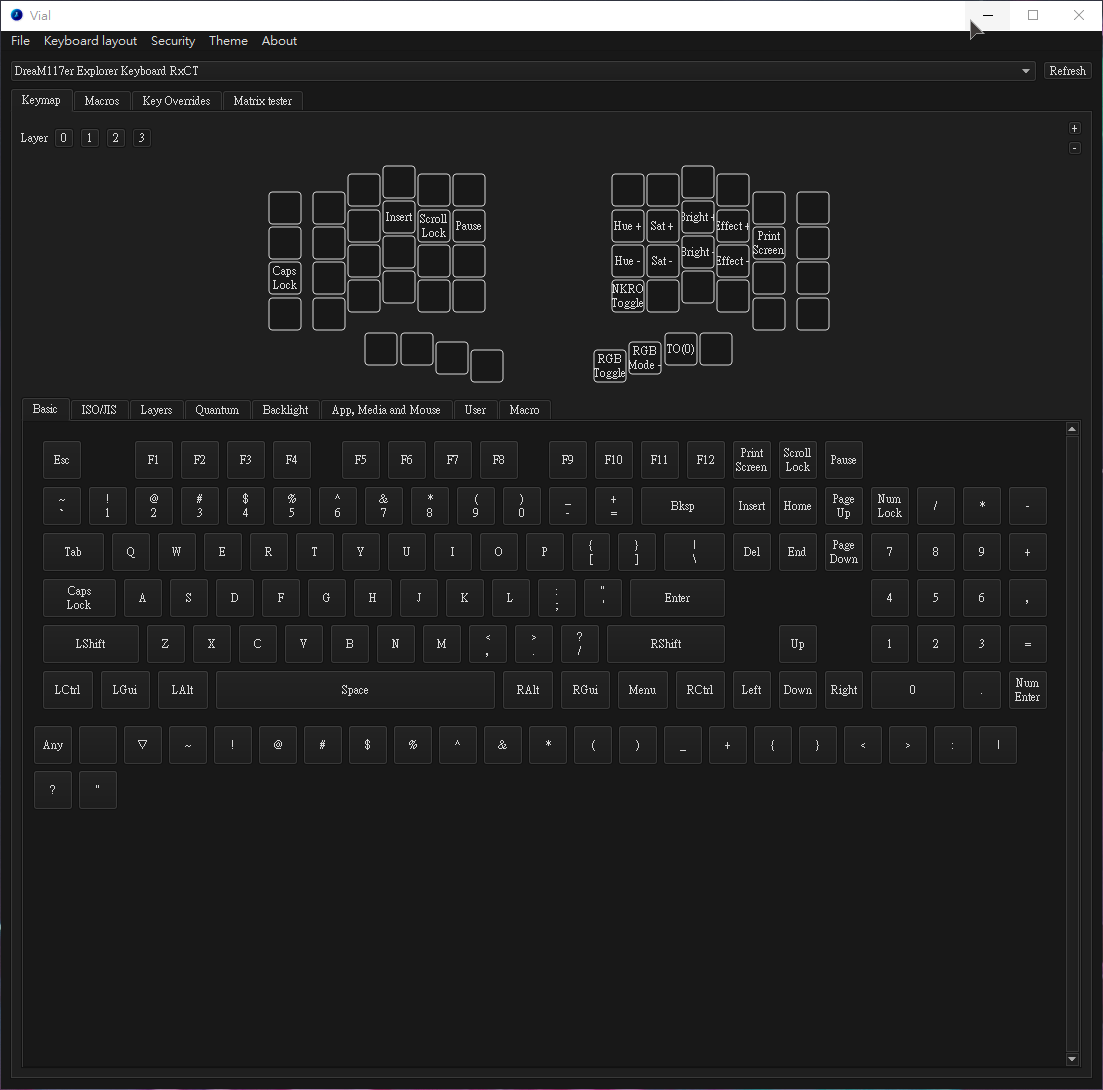 Vial
File Keyboard layout Security Theme About
DreaM117er Explorer Keyboard RxCT Refresh
Keymap Macros Key Overrides Matrix tester
Layer 0 1 2 3 +
-
Insert Scroll Lock Pause
Caps Lock
Hue + Sat + Bright + Effect + Print Screen
Hue - Sat - Bright - Effect -
NKRO Toggle
RGB Toggle RGB Mode - TO(0)
Basic ISO/JIS Layers Quantum Backlight App, Media and Mouse User Macro
Esc F1 F2 F3 F4 F5 F6 F7 F8 F9 F10 F11 F12 Print Screen Scroll Lock Pause
~ ` ! 1 @ 2 # 3 $ 4 % 5 ^ 6 & 7 * 8 ( 9 ) 0 _ - + = Bksp Insert Home Page Up Num Lock / * -
Tab Q W E R T Y U I O P { [ } ] | \ Del End Page Down 7 8 9 +
Caps Lock A S D F G H J K L : ; " ' Enter 4 5 6 ,
LShift Z X C V B N M < , > . ? / RShift Up 1 2 3 =
LCtrl LGui LAlt Space RAlt RGui Menu RCtrl Left Down Right 0 . Num Enter
Any ▽ ~ ! @ # $ % ^ & * ( ) _ + { } < > : |
? "